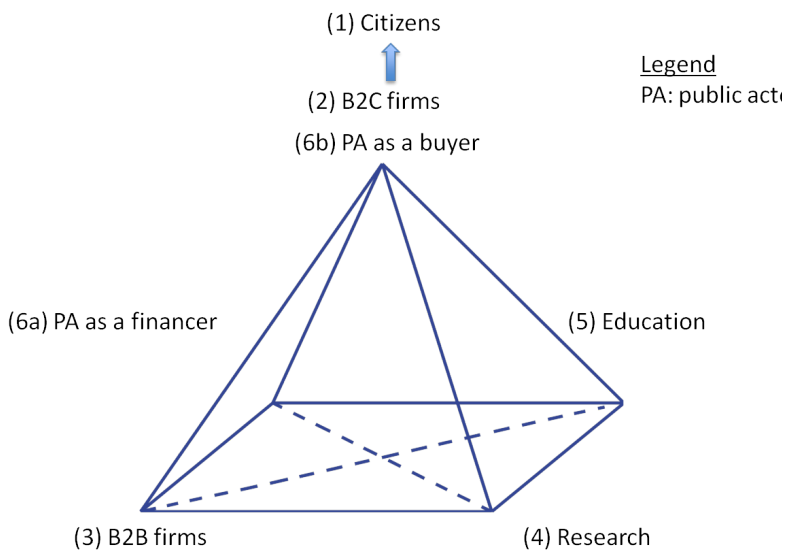 (1) Citizens
Legend
(2) B2C firms
PA: public
(6b) PA as a buyer
(6a) PA as a financer
(5) Education
(3) B2B firms
(4) Research